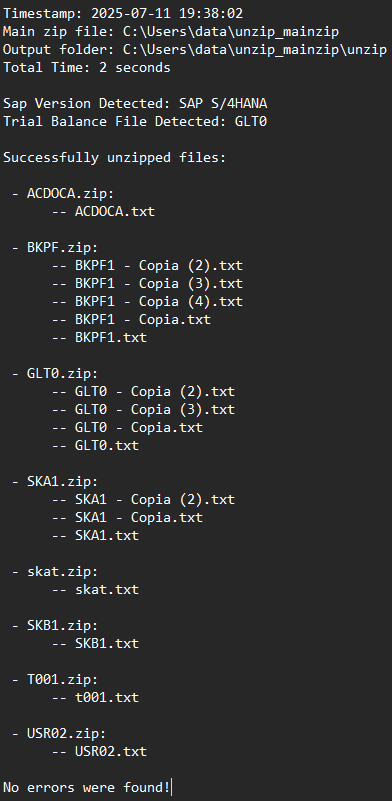 Timestamp: 2025-07-11 19:38:02
Main zip file: C:\Users\data\unzip_mainzip
Output folder: C:\Users\data\unzip_mainzip\unzip
Total Time: 2 seconds

Sap Version Detected: SAP S/4HANA
Trial Balance File Detected: GLT0

Successfully unzipped files:

 - ACDOCA.zip:
     -- ACDOCA.txt

 - BKPF.zip:
     -- BKPF1 - Copia (2).txt
     -- BKPF1 - Copia (3).txt
     -- BKPF1 - Copia (4).txt
     -- BKPF1 - Copia.txt
     -- BKPF1.txt

 - GLT0.zip:
     -- GLT0 - Copia (2).txt
     -- GLT0 - Copia (3).txt
     -- GLT0 - Copia.txt
     -- GLT0.txt

 - SKA1.zip:
     -- SKA1 - Copia (2).txt
     -- SKA1 - Copia.txt
     -- SKA1.txt

 - skat.zip:
     -- skat.txt

 - SKB1.zip:
     -- SKB1.txt

 - T001.zip:
     -- t001.txt

 - USR02.zip:
     -- USR02.txt

No errors were found!